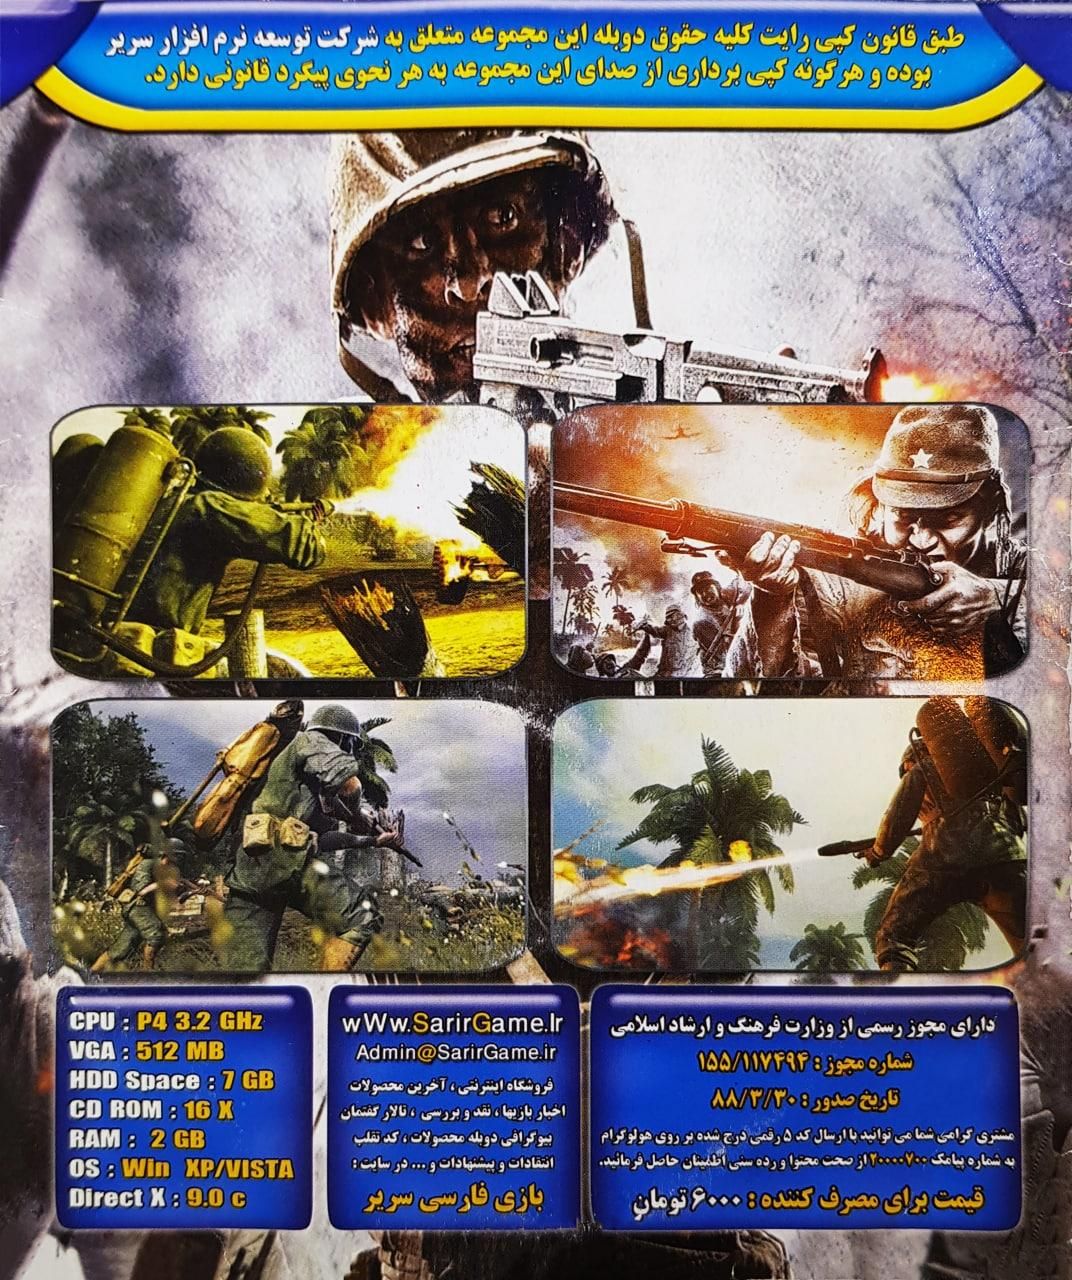 طبق قانون کپی رایت کلیه حقوق دوبله این مجموعه متعلق به شرکت توسعه نرم افزار سریر
بوده و هرگونه کپی برداری از صدای این مجموعه به هر نحوی پیگرد قانونی دارد.
CPU : P4 3.2 GHz
VGA : 512 MB
HDD Space : 7 GB
CD ROM : 16 X
RAM : 2 GB
OS : Win XP/VISTA
Direct X : 9.0 c
wWw.SarirGame.Ir
Admin@SarirGame.ir
فروشگاه اینترنتی ، آخرین محصولات
اخبار بازیها ، نقد و بررسی ، تالار گفتمان
بیوگرافی دوبله محصولات ، کد تقلب
انتقادات و پیشنهادات و ... در سایت :
بازی فارسی سریر
دارای مجوز رسمی از وزارت فرهنگ و ارشاد اسلامی
شماره مجوز : ۱۵۵/۱۱۷۴۹۴
تاریخ صدور : ۸۸/۳/۳۰
مشتری گرامی شما می توانید با ارسال کد ۵ رقمی درج شده بر روی هولوگرام
به شماره پیامک ۲۰۰۰۰۷۰۰ از صحت محتوا و رده سنی اطمینان حاصل فرمائید.
قیمت برای مصرف کننده : ۶۰۰۰ تومان